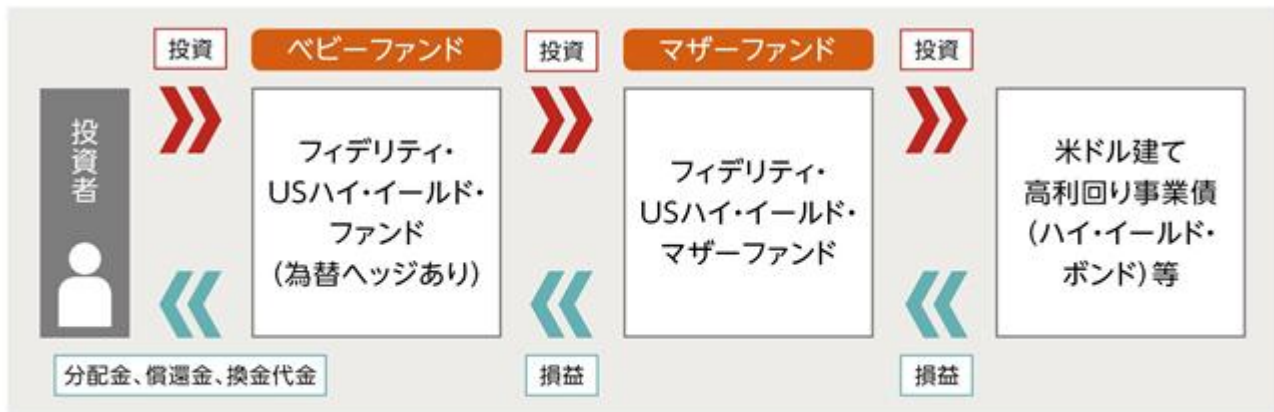 投資
ベビーファンド
投資
マザーファンド
投資
投資者
フィデリティ・
USハイ・イールド・
ファンド
(為替ヘッジあり)
フィデリティ・
USハイ・イールド・
マザーファンド
米ドル建て
高利回り事業債
(ハイ・イールド・
ボンド)等
分配金、償還金、換金代金
損益
損益